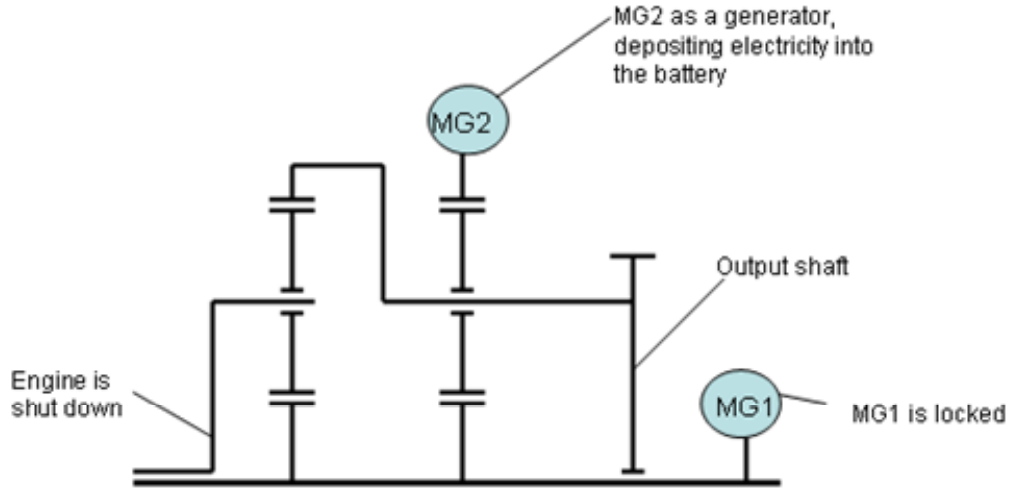 MG2 as a generator,
depositing electricity into
the battery
MG2
Output shaft
Engine is
shut down
MG1
MG1 is locked